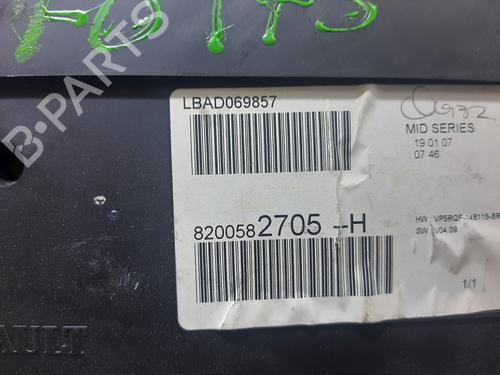 B-PARTS
LBAD069857
MID SERIES
19 01 07
07 46
8200582705 --H
HW : VP5RQF-14B115-BR
SW : V04.09
1/1
AULT